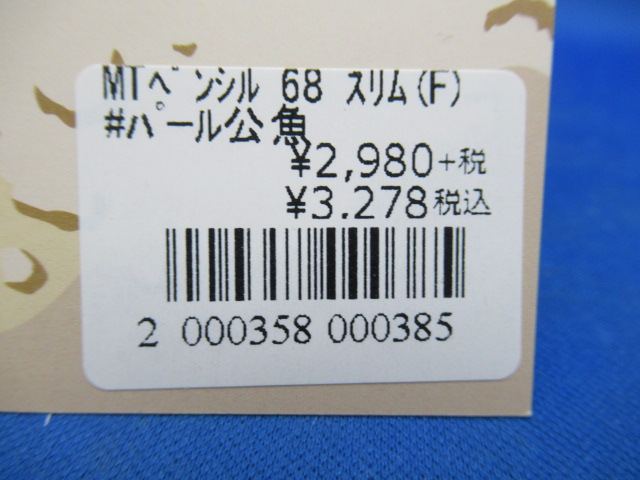 MTペンシル 68 スリム(F)
#パール公魚
¥2,980+税
¥3,278税込
2 000358 000385